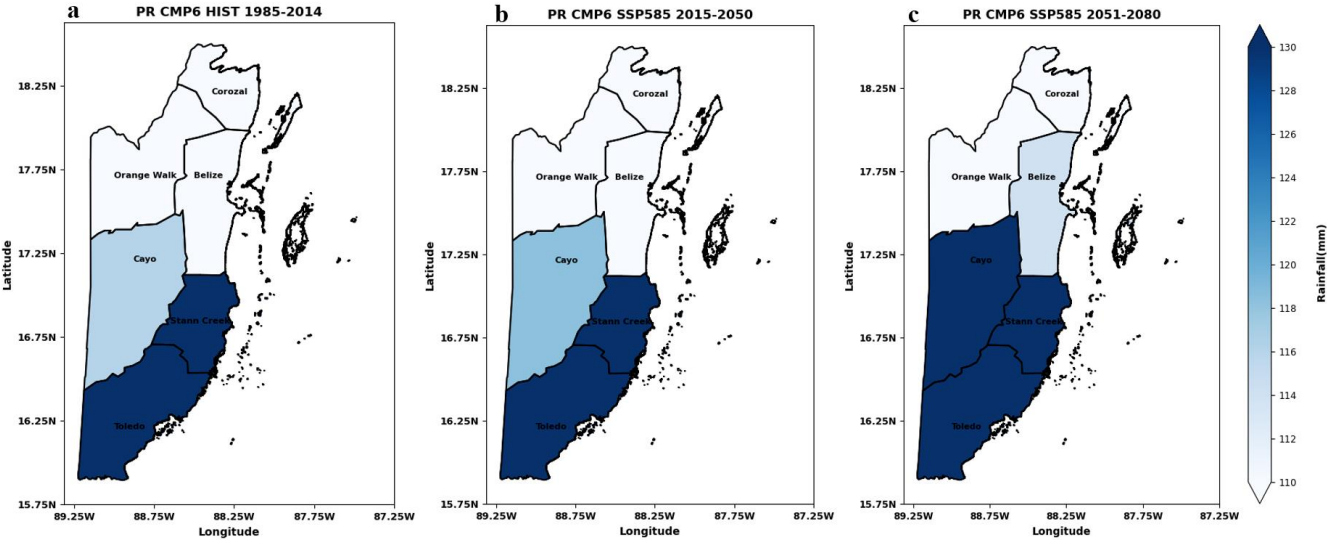 a
PR CMP6 HIST 1985-2014
18.25N
17.75N
17.25N
16.75N
16.25N
15.75N
Latitude
Corozal
Orange Walk
Belize
Cayo
Stann Creek
Toledo
89.25W
88.75W
88.25W
87.75W
87.25W
Longitude
b
PR CMP6 SSP585 2015-2050
18.25N
17.75N
17.25N
16.75N
16.25N
15.75N
Latitude
Corozal
Orange Walk
Belize
Cayo
Stann Creek
Toledo
89.25W
88.75W
88.25W
87.75W
87.25W
Longitude
c
PR CMP6 SSP585 2051-2080
18.25N
17.75N
17.25N
16.75N
16.25N
15.75N
Latitude
Corozal
Orange Walk
Belize
Cayo
Stann Creek
Toledo
89.25W
88.75W
88.25W
87.75W
87.25W
Longitude
130
128
126
124
122
120
118
116
114
112
110
Rainfall(mm)